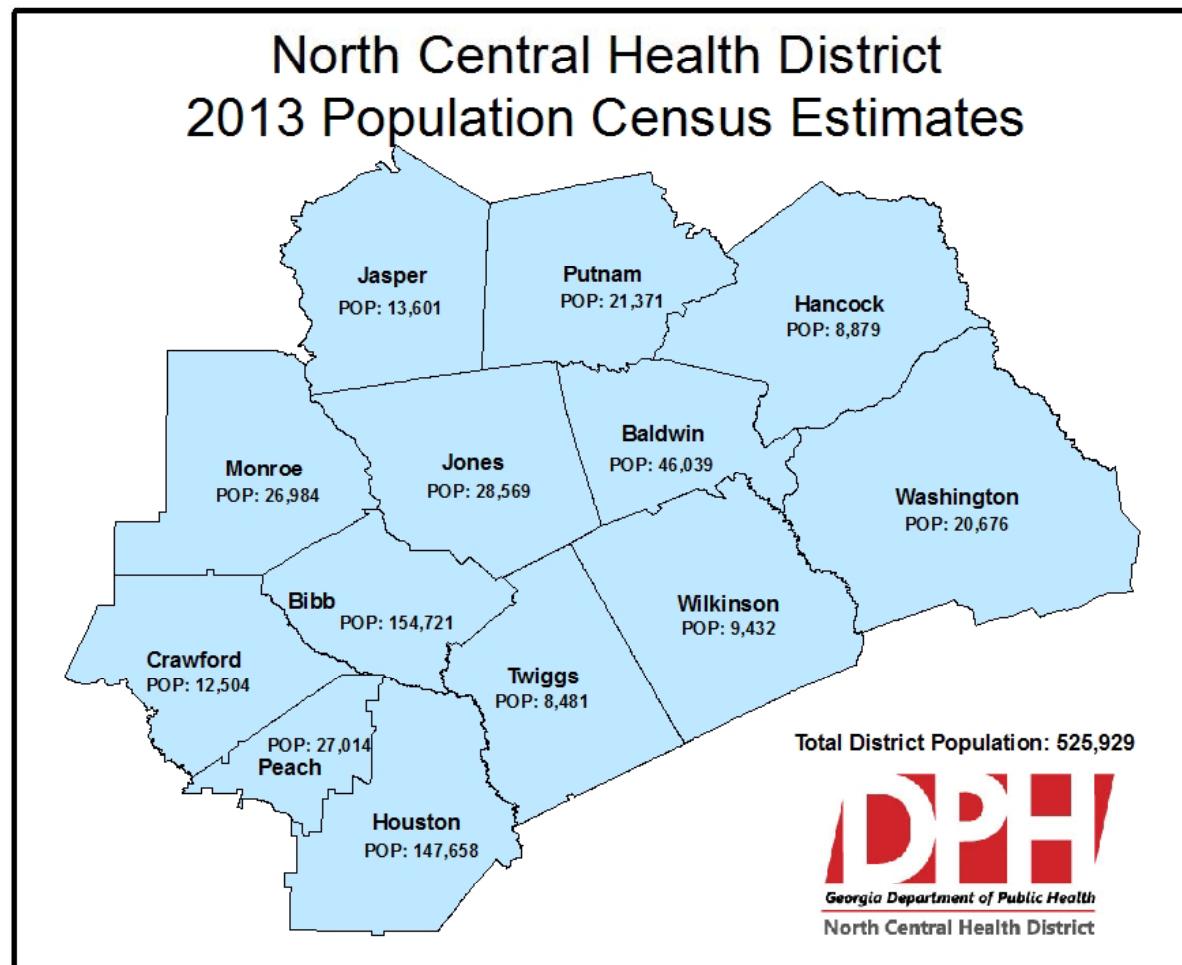 North Central Health District
2013 Population Census Estimates
Jasper
POP: 13,601
Putnam
POP: 21,371
Hancock
POP: 8,879
Monroe
POP: 26,984
Jones
POP: 28,569
Baldwin
POP: 46,039
Washington
POP: 20,676
Bibb
POP: 154,721
Wilkinson
POP: 9,432
Crawford
POP: 12,504
Twiggs
POP: 8,481
POP: 27,014
Peach
Houston
POP: 147,658
Total District Population: 525,929
DPH
Georgia Department of Public Health
North Central Health District